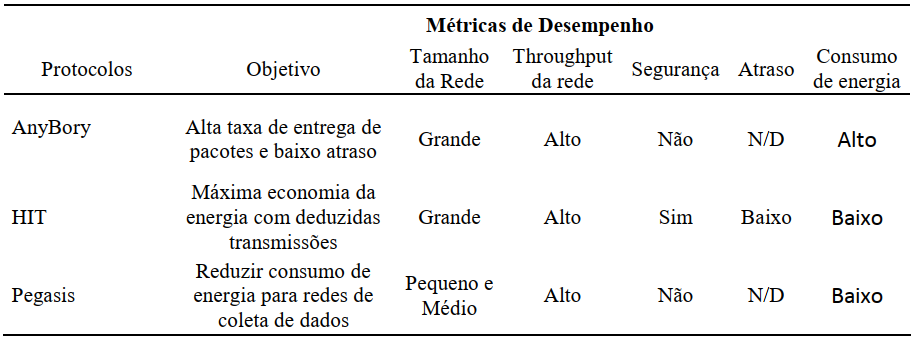 Métricas de Desempenho
Protocolos Objetivo Tamanho da Rede Throughput da rede Segurança Atraso Consumo de energia
AnyBory Alta taxa de entrega de pacotes e baixo atraso Grande Alto Não N/D Alto
HIT Máxima economia da energia com deduzidas transmissões Grande Alto Sim Baixo Baixo
Pegasis Reduzir consumo de energia para redes de coleta de dados Pequeno e Médio Alto Não N/D Baixo